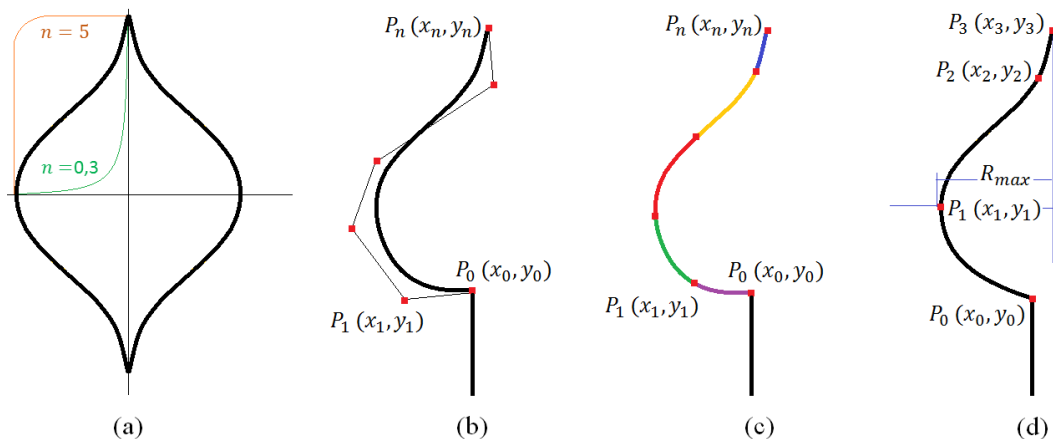 n = 5
n = 0,3
(a)
Pn (xn, yn)
P0 (x0, y0)
P1 (x1, y1)
(b)
Pn (xn, yn)
P0 (x0, y0)
P1 (x1, y1)
(c)
P3 (x3, y3)
P2 (x2, y2)
Rmax
P1 (x1, y1)
P0 (x0, y0)
(d)